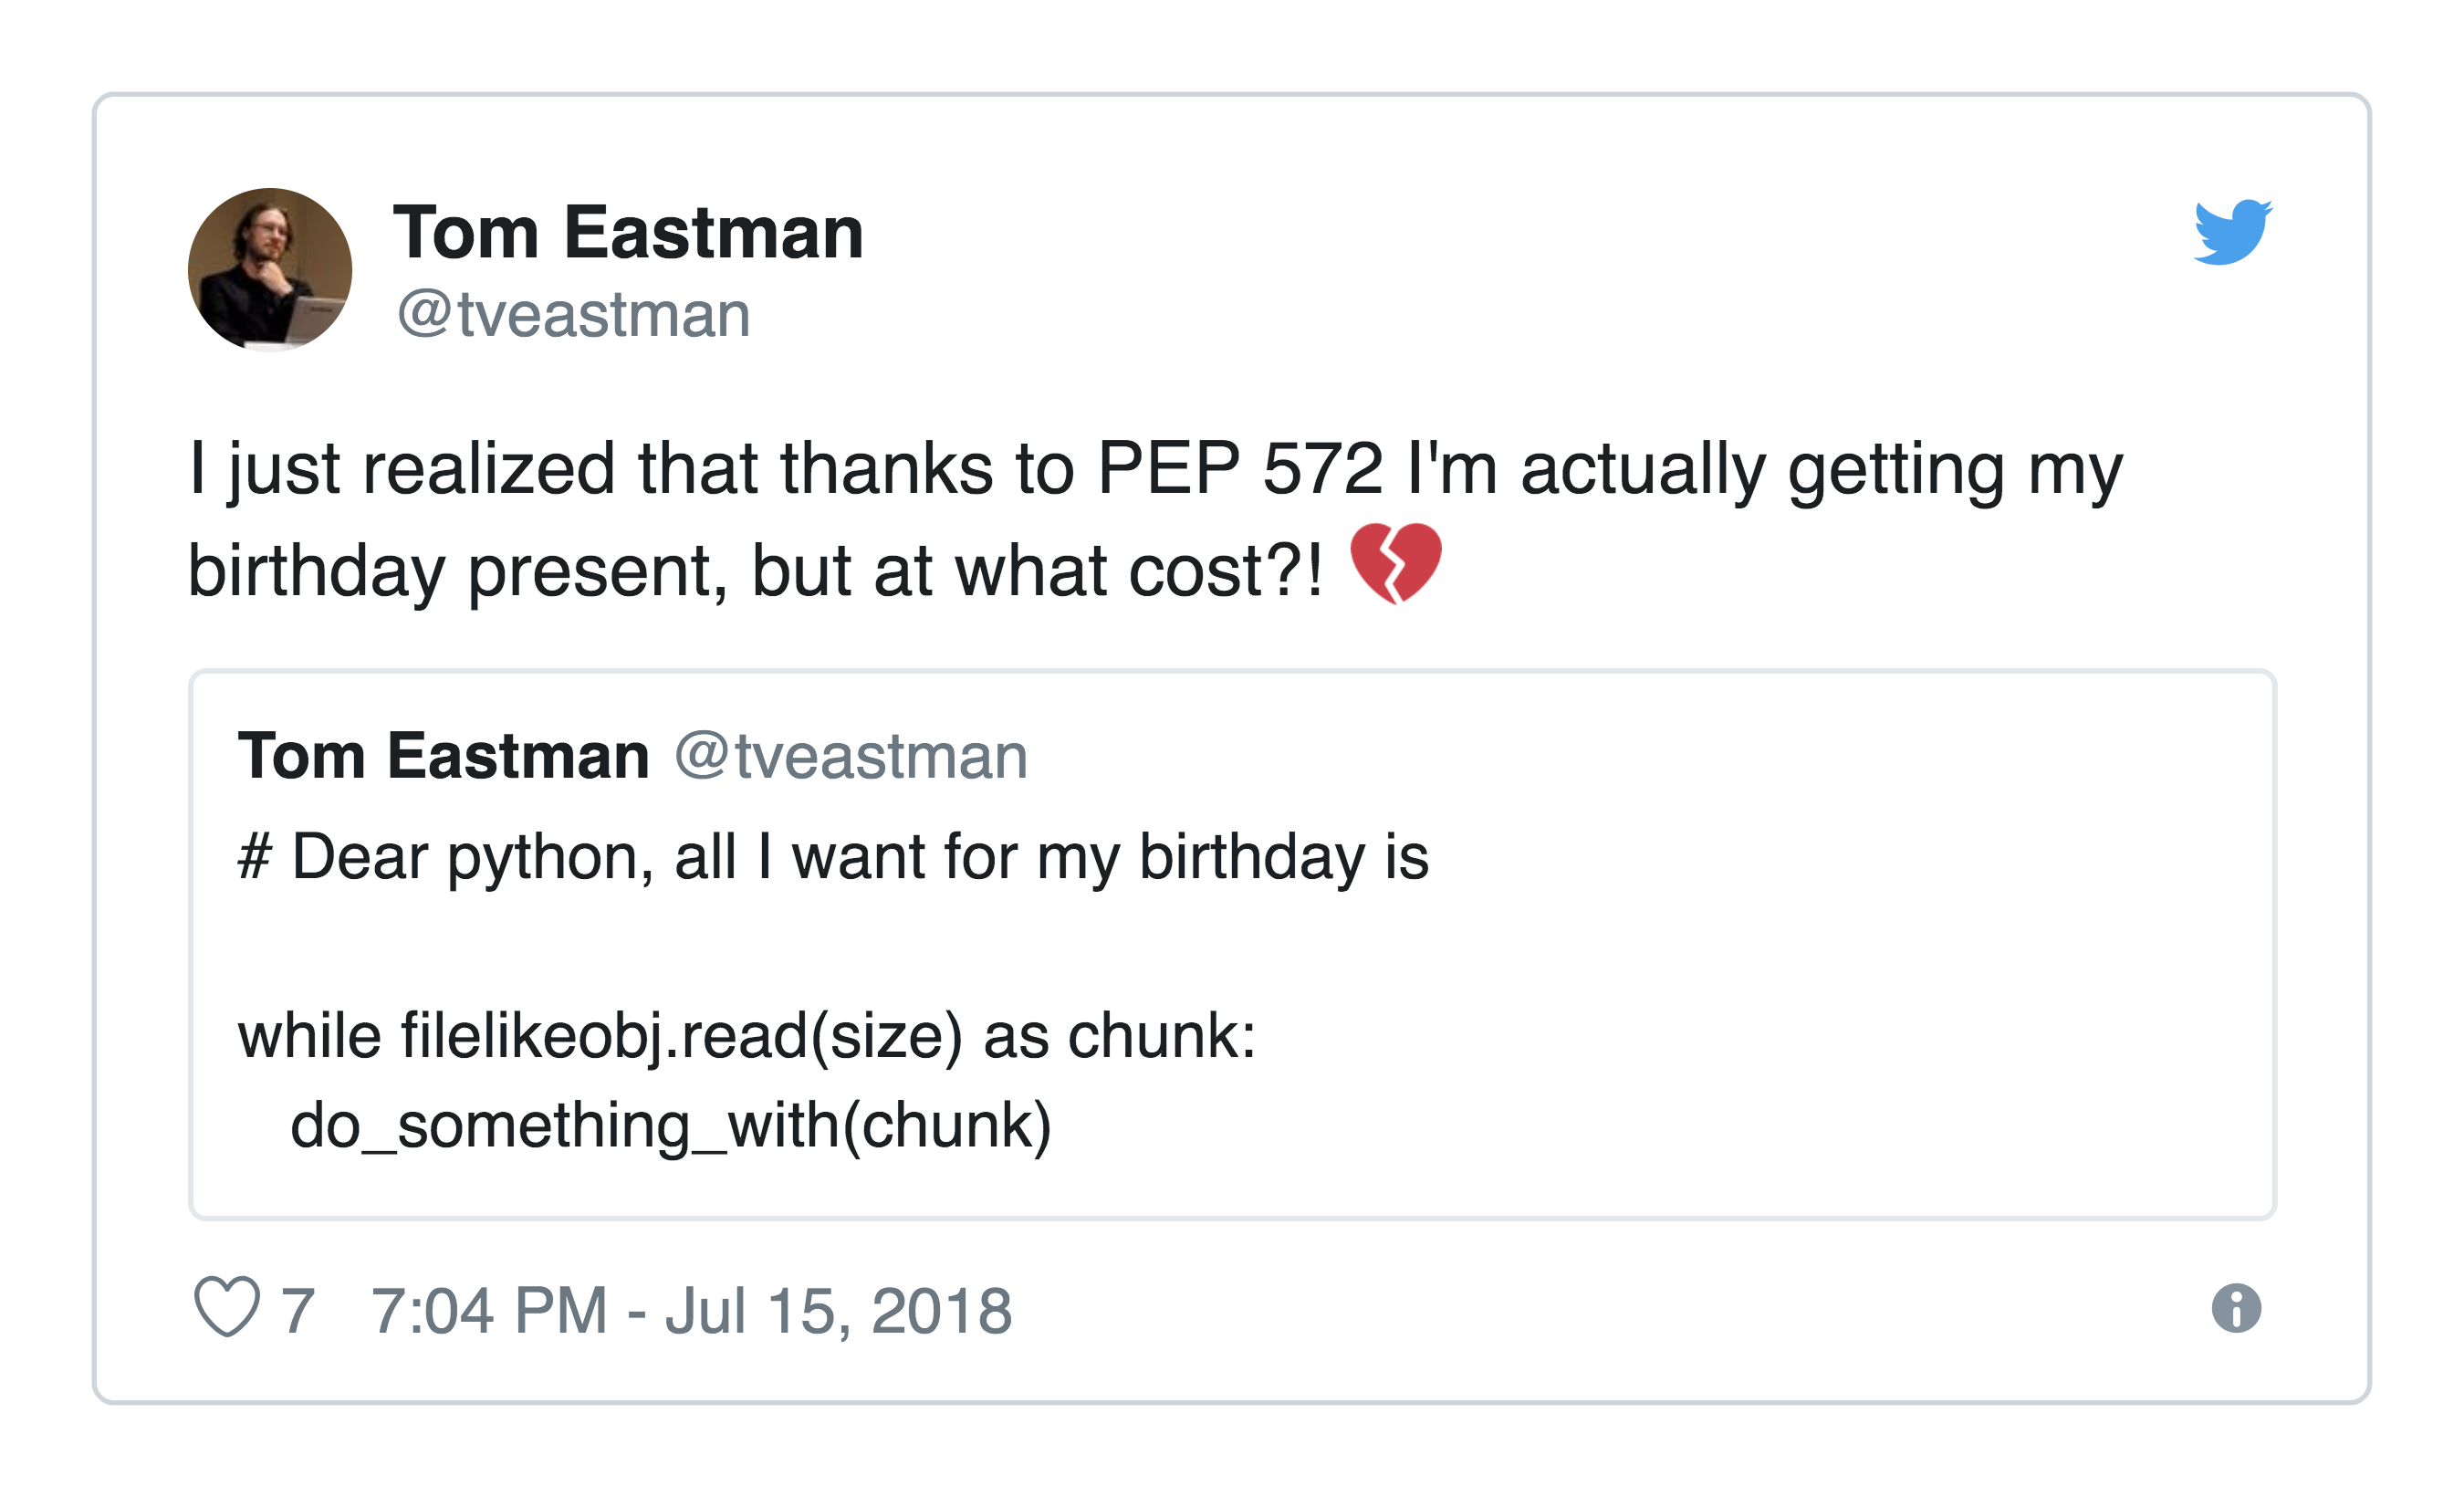 Tom Eastman
@tveastman
I just realized that thanks to PEP 572 I'm actually getting my
birthday present, but at what cost?! 💔
Tom Eastman @tveastman
# Dear python, all I want for my birthday is
while filelikeobj.read(size) as chunk:
    do_something_with(chunk)
7 7:04 PM - Jul 15, 2018